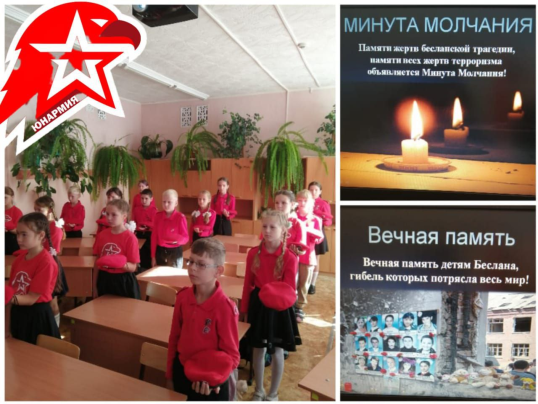 ЮНАРМИЯ
МИНУТА МОЛЧАНИЯ
Памяти жертв бесланской трагедии,
памяти всех жертв терроризма
объявляется Минута Молчания!
Вечная память
Вечная память детям Беслана,
гибель которых потрясла весь мир!